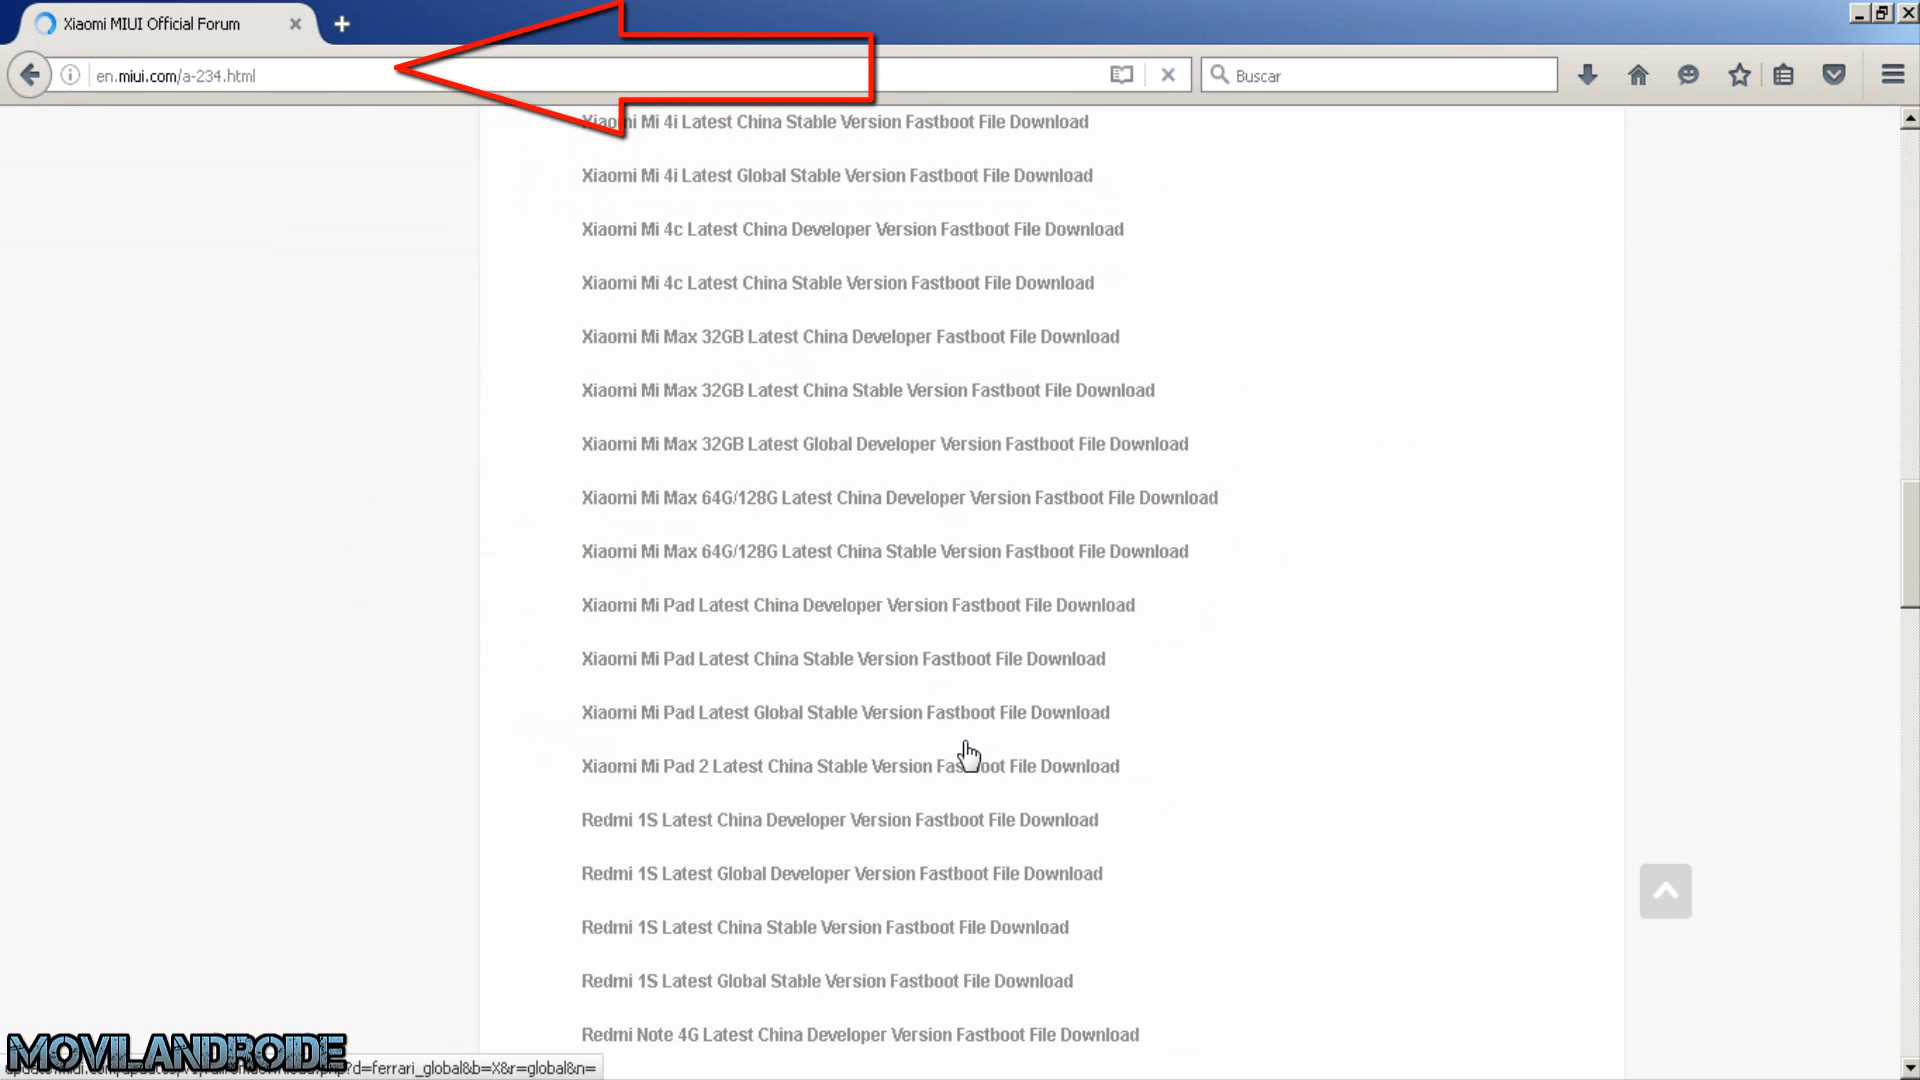 Xiaomi MIUI Official Forum
en.miui.com/a-234.html
Buscar
Xiaomi Mi 4i Latest China Stable Version Fastboot File Download
Xiaomi Mi 4i Latest Global Stable Version Fastboot File Download
Xiaomi Mi 4c Latest China Developer Version Fastboot File Download
Xiaomi Mi 4c Latest China Stable Version Fastboot File Download
Xiaomi Mi Max 32GB Latest China Developer Fastboot File Download
Xiaomi Mi Max 32GB Latest China Stable Version Fastboot File Download
Xiaomi Mi Max 32GB Latest Global Developer Version Fastboot File Download
Xiaomi Mi Max 64G/128G Latest China Developer Version Fastboot File Download
Xiaomi Mi Max 64G/128G Latest China Stable Version Fastboot File Download
Xiaomi Mi Pad Latest China Developer Version Fastboot File Download
Xiaomi Mi Pad Latest China Stable Version Fastboot File Download
Xiaomi Mi Pad Latest Global Stable Version Fastboot File Download
Xiaomi Mi Pad 2 Latest China Stable Version Fastboot File Download
Redmi 1S Latest China Developer Version Fastboot File Download
Redmi 1S Latest Global Developer Version Fastboot File Download
Redmi 1S Latest China Stable Version Fastboot File Download
Redmi 1S Latest Global Stable Version Fastboot File Download
Redmi Note 4G Latest China Developer Version Fastboot File Download
MOVILANDROIDE
?d=ferrari_global&b=X&r=global&n=